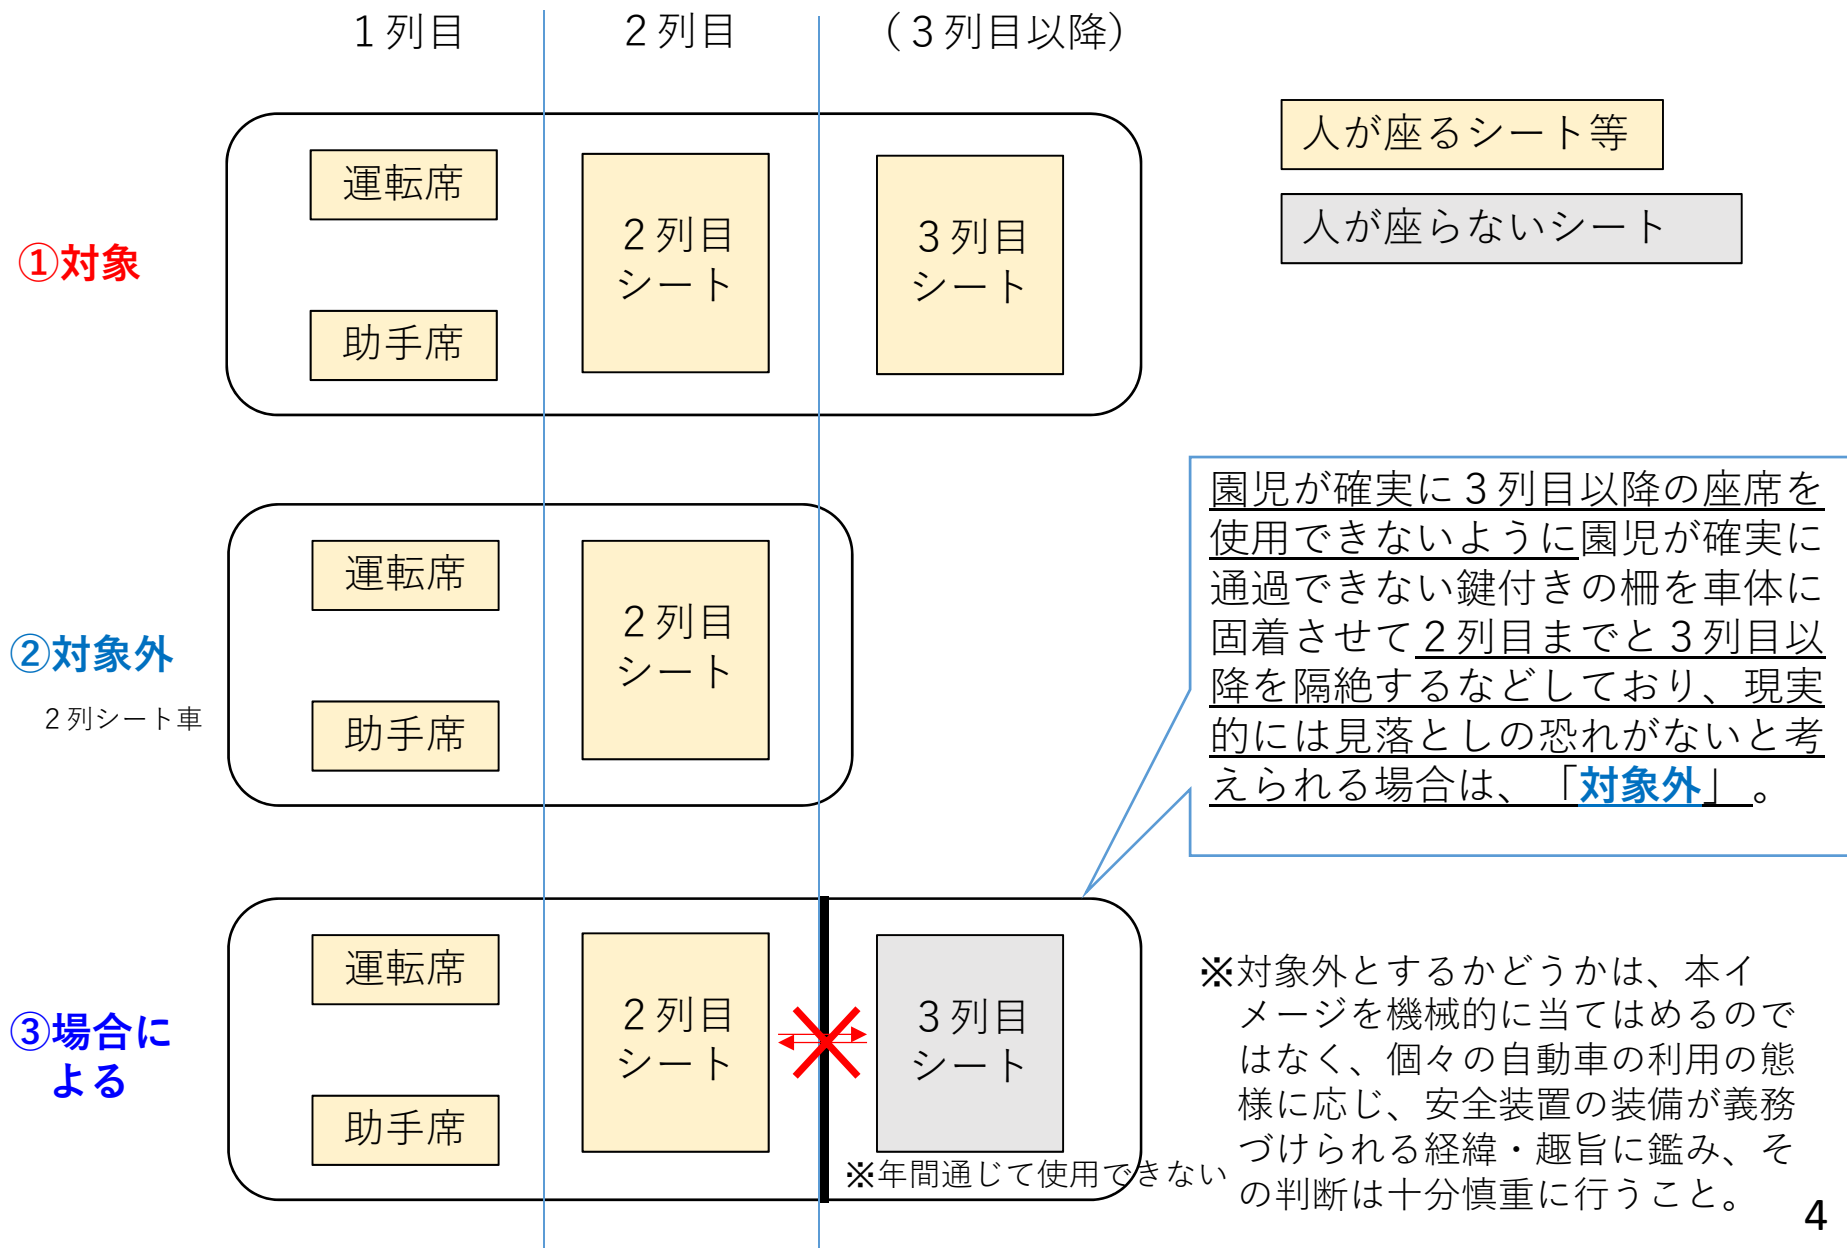 １列目
２列目
（３列目以降）
人が座るシート等
人が座らないシート
①対象
運転席
助手席
２列目
シート
３列目
シート
②対象外
２列シート車
運転席
助手席
２列目
シート
園児が確実に３列目以降の座席を
使用できないように園児が確実に
通過できない鍵付きの柵を車体に
固着させて２列目までと３列目以
降を隔絶するなどしており、現実
的には見落としの恐れがないと考
えられる場合は、「対象外」。
③場合に
よる
運転席
助手席
２列目
シート
３列目
シート
※年間通じて使用できない
※対象外とするかどうかは、本イ
メージを機械的に当てはめるので
はなく、個々の自動車の利用の態
様に応じ、安全装置の装備が義務
づけられる経緯・趣旨に鑑み、そ
の判断は十分慎重に行うこと。
4